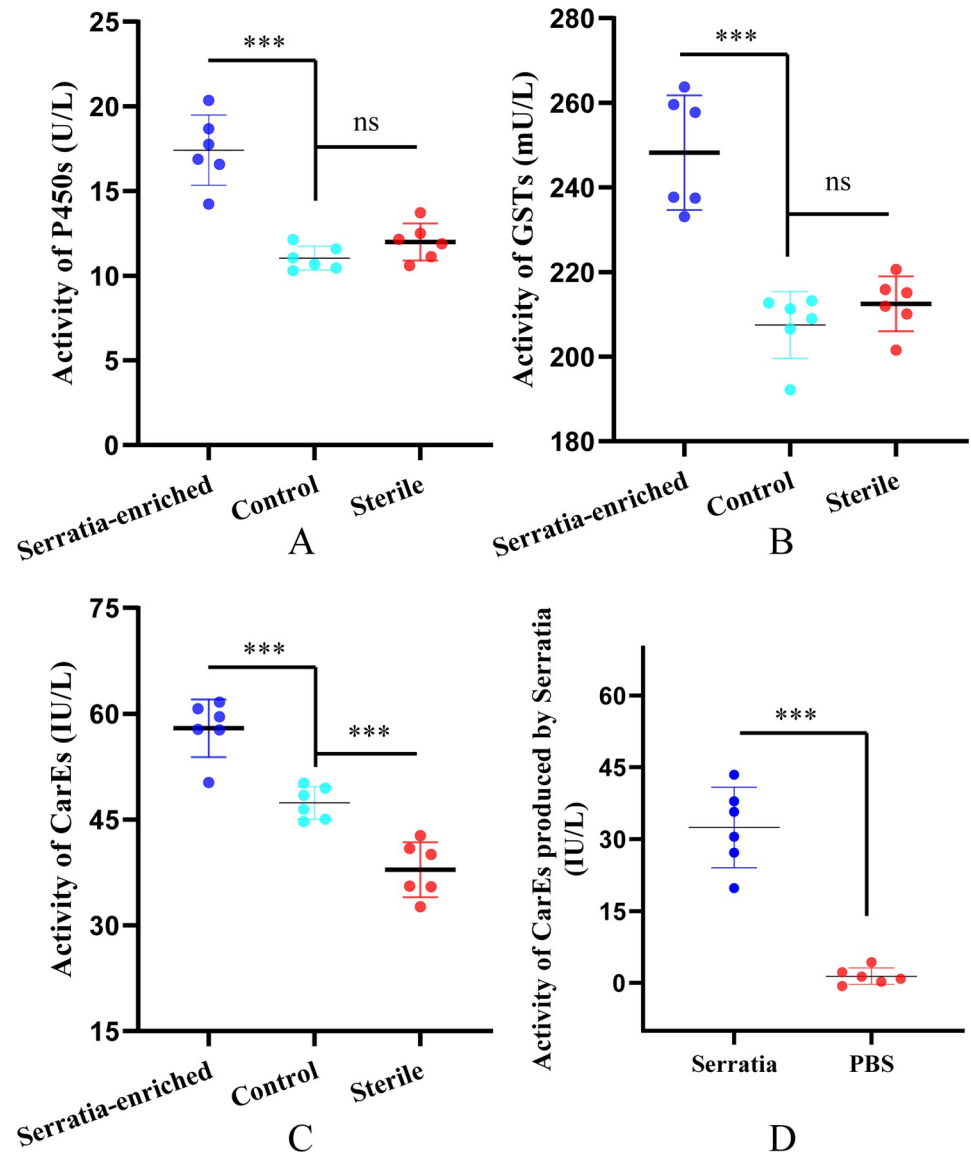 Activity of P450s (U/L)
25
20
15
10
5
0
***
ns
Serratia-enriched
Control
Sterile
A
Activity of GSTs (mU/L)
280
260
240
220
200
180
***
ns
Serratia-enriched
Control
Sterile
B
Activity of CarEs (IU/L)
75
60
45
30
15
***
***
Serratia-enriched
Control
Sterile
C
Activity of CarEs produced by Serratia
(IU/L)
60
45
30
15
0
***
Serratia
PBS
D